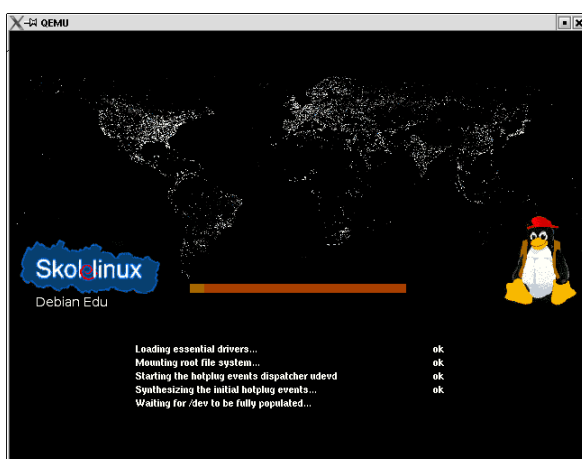 QEMU
Skolelinux
Debian Edu
Loading essential drivers... ok
Mounting root file system... ok
Starting the hotplug events dispatcher udevd ok
Synthesizing the initial hotplug events... ok
Waiting for /dev to be fully populated...